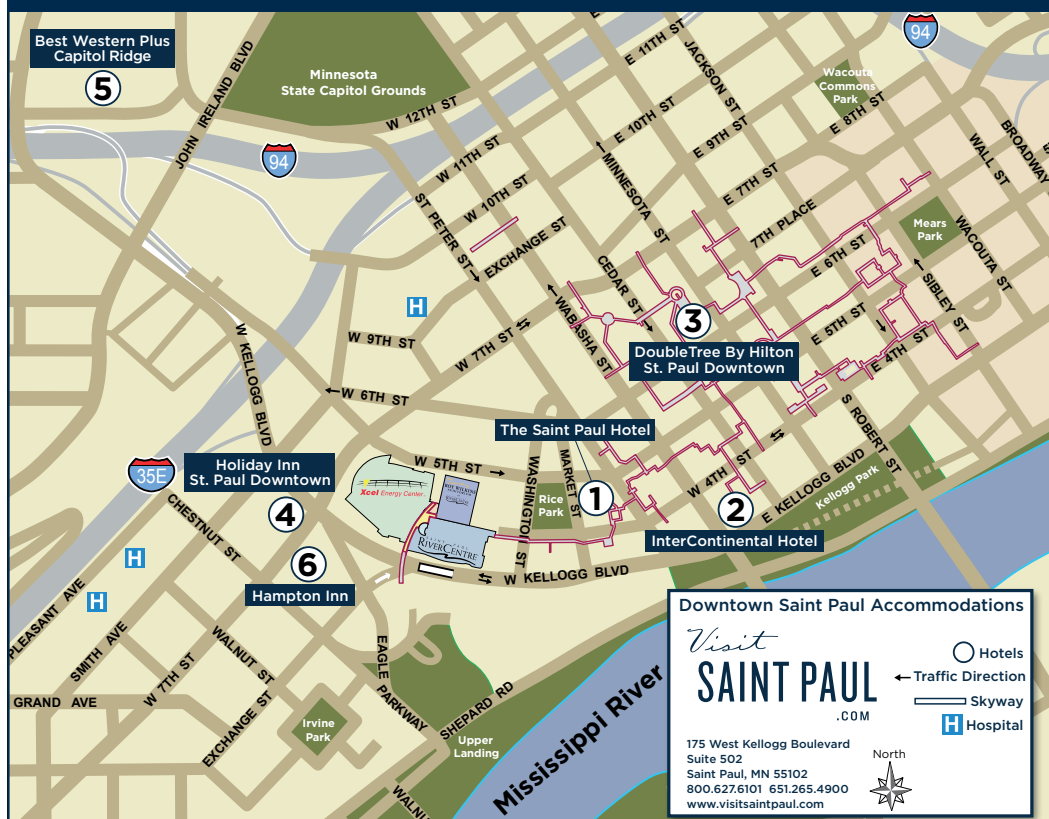 Best Western Plus
Capitol Ridge
5
JOHN IRELAND BLVD
Minnesota
State Capitol Grounds
94
W 12TH ST
W 11TH ST
W 10TH ST
E 11TH ST
E 10TH ST
E 9TH ST
E 8TH ST
E 7TH ST
7TH PLACE
E 6TH ST
E 5TH ST
E 4TH ST
JACKSON ST
94
Wacouta
Commons
Park
WALL ST
BROADWAY
Mears
Park
WACOUTA ST
SIBLEY ST
MINNESOTA ST
CEDAR ST
ST PETER ST
EXCHANGE ST
WABASHA ST
H
W 9TH ST
W 7TH ST
W 6TH ST
W KELLOGG BLVD
3
DoubleTree By Hilton
St. Paul Downtown
S ROBERT ST
The Saint Paul Hotel
1
W 5TH ST
WASHINGTON ST
MARKET ST
Rice
Park
W 4TH ST
2
InterContinental Hotel
E KELLOGG BLVD
Kellogg Park
35E
Holiday Inn
St. Paul Downtown
4
Xcel Energy Center
ROY WILKINS
SAINT PAUL
RIVERCENTRE
W KELLOGG BLVD
6
Hampton Inn
CHESTNUT ST
H
H
PLEASANT AVE
SMITH AVE
W 7TH ST
WALNUT ST
GRAND AVE
EXCHANGE ST
Irvine
Park
EAGLE PARKWAY
SHEPARD RD
Upper
Landing
WALNU
Mississippi River
Downtown Saint Paul Accommodations
Visit
SAINT PAUL
.COM
Hotels
Traffic Direction
Skyway
H Hospital
175 West Kellogg Boulevard
Suite 502
Saint Paul, MN 55102
800.627.6101 651.265.4900
www.visitsaintpaul.com
North